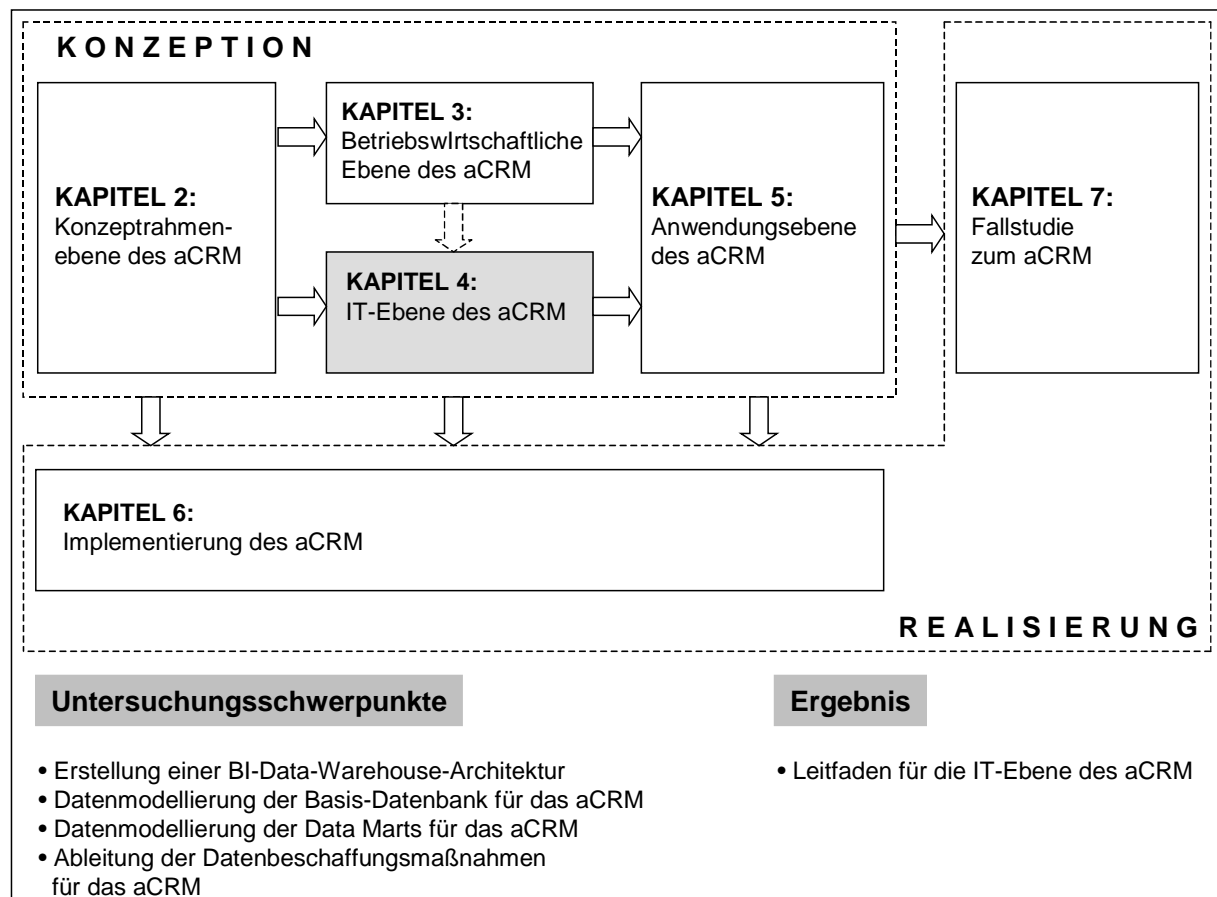 KONZEPTION
KAPITEL 2:
Konzeptrahmen-
ebene des aCRM
KAPITEL 3:
BetriebswIrtschaftliche
Ebene des aCRM
KAPITEL 4:
IT-Ebene des aCRM
KAPITEL 5:
Anwendungsebene
des aCRM
KAPITEL 7:
Fallstudie
zum aCRM
KAPITEL 6:
Implementierung des aCRM
REALISIERUNG
Untersuchungsschwerpunkte
• Erstellung einer BI-Data-Warehouse-Architektur
• Datenmodellierung der Basis-Datenbank für das aCRM
• Datenmodellierung der Data Marts für das aCRM
• Ableitung der Datenbeschaffungsmaßnahmen
für das aCRM
Ergebnis
• Leitfaden für die IT-Ebene des aCRM